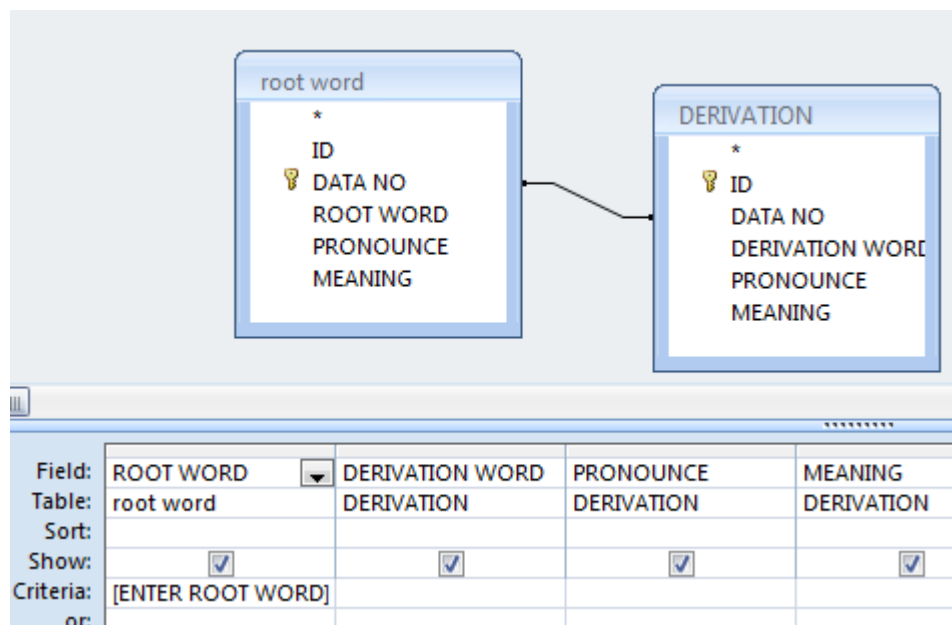 root word
*
ID
DATA NO
ROOT WORD
PRONOUNCE
MEANING
DERIVATION
*
ID
DATA NO
DERIVATION WORD
PRONOUNCE
MEANING
Field: ROOT WORD DERIVATION WORD PRONOUNCE MEANING
Table: root word DERIVATION DERIVATION DERIVATION
Sort:
Show:
Criteria: [ENTER ROOT WORD]
or: